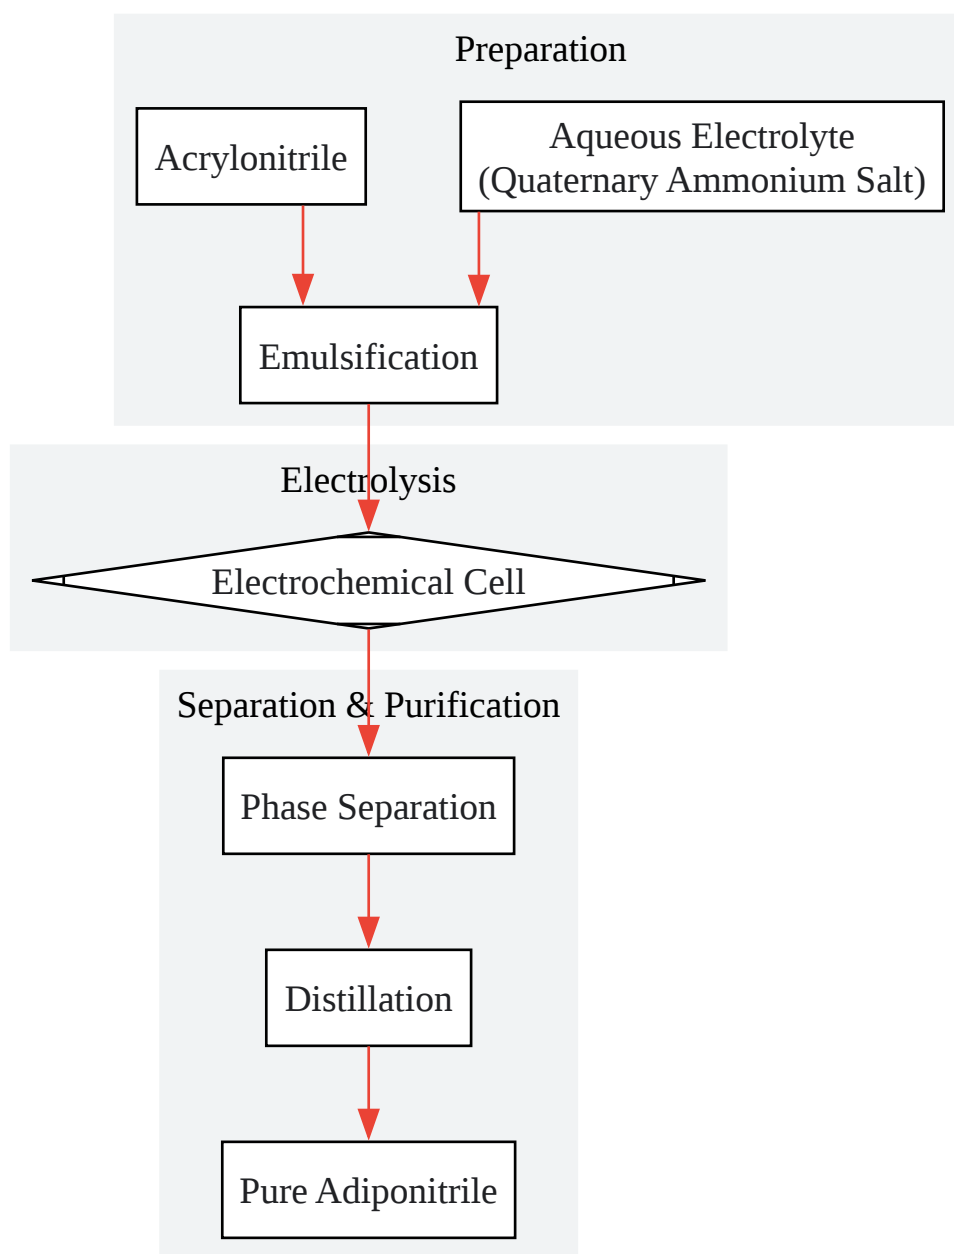 Preparation
Acrylonitrile
Aqueous Electrolyte
(Quaternary Ammonium Salt)
Emulsification
Electrolysis
Electrochemical Cell
Separation & Purification
Phase Separation
Distillation
Pure Adiponitrile